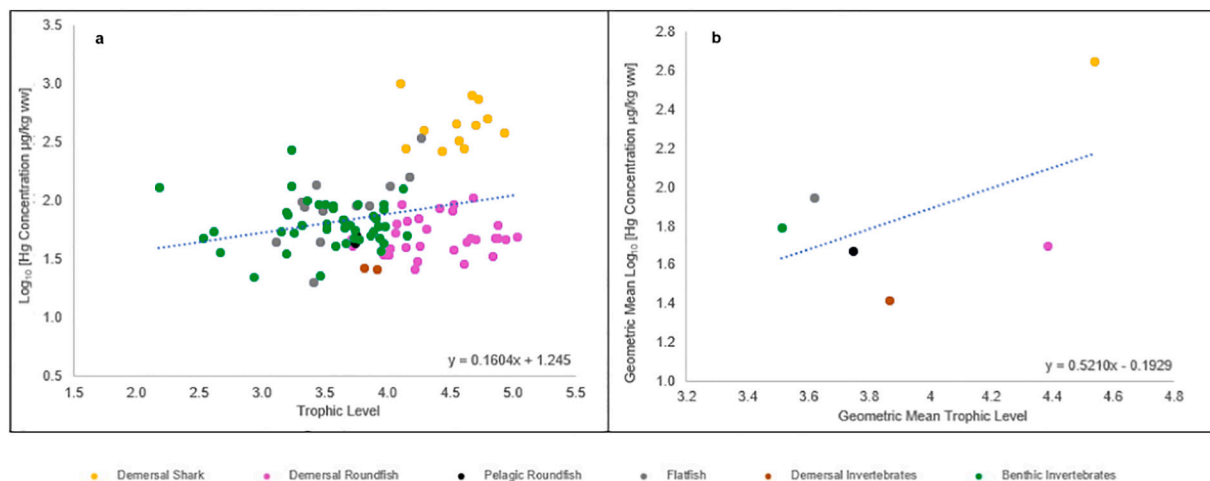 a
3.5
3.0
2.5
2.0
1.5
1.0
0.5
1.5 2.0 2.5 3.0 3.5 4.0 4.5 5.0 5.5
Log₁₀ [Hg Concentration µg/kg ww]
Trophic Level
y = 0.1604x + 1.245
b
2.8
2.6
2.4
2.2
2.0
1.8
1.6
1.4
1.2
1.0
3.2 3.4 3.6 3.8 4 4.2 4.4 4.6 4.8
Geometric Mean Log₁₀ [Hg Concentration µg/kg ww]
Geometric Mean Trophic Level
y = 0.5210x - 0.1929
Demersal Shark Demersal Roundfish Pelagic Roundfish Flatfish Demersal Invertebrates Benthic Invertebrates